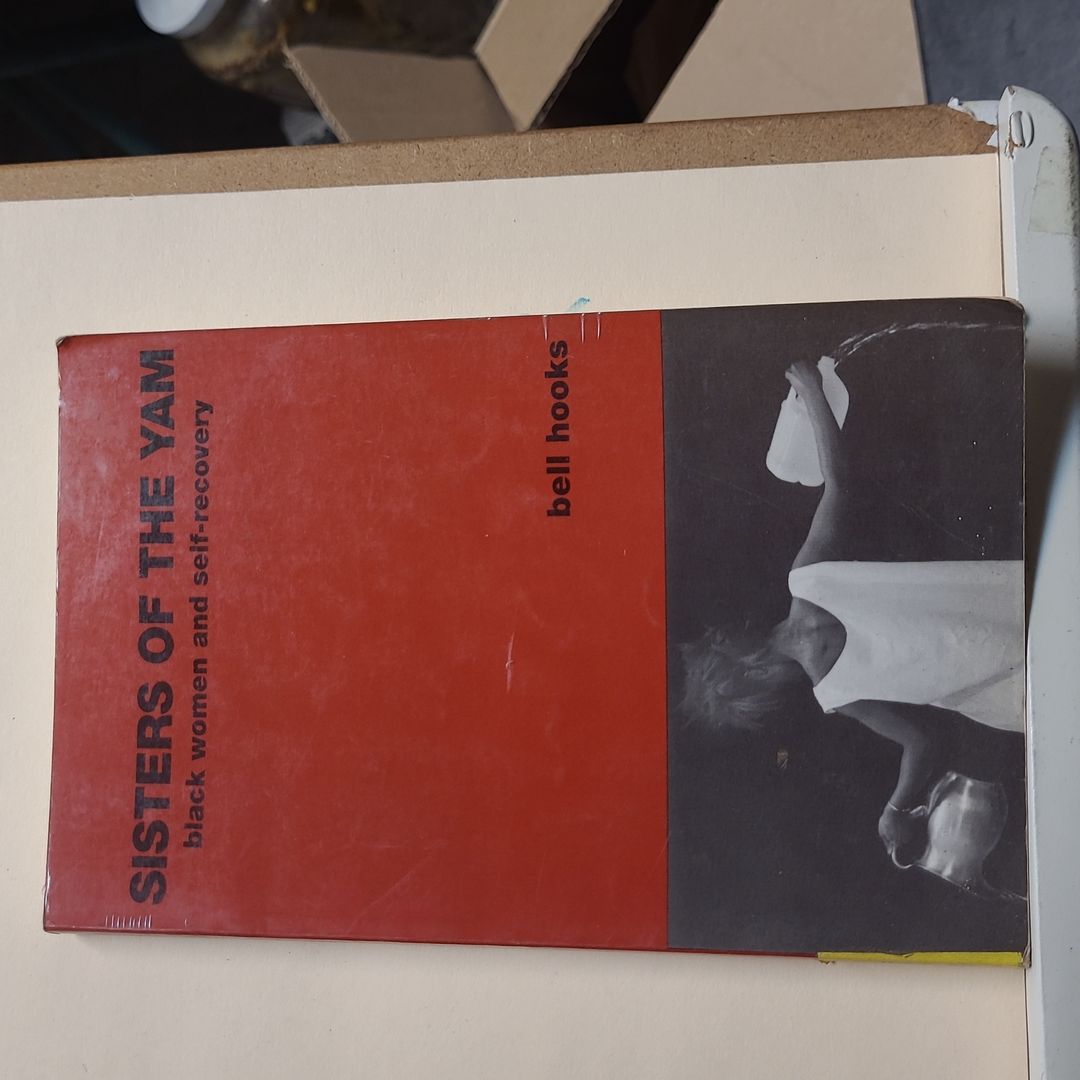 SISTERS OF THE YAM
black women and self-recovery
bell hooks